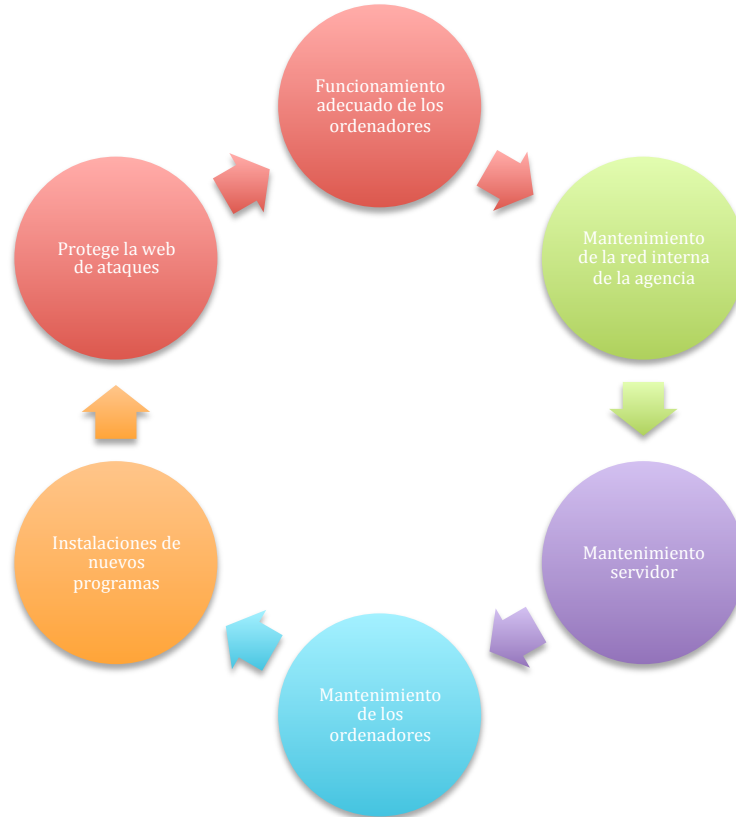 Funcionamiento
adecuado de los
ordenadores
Mantenimiento
de la red interna
de la agencia
Mantenimiento
servidor
Mantenimiento
de los
ordenadores
Instalaciones de
nuevos
programas
Protege la web
de ataques